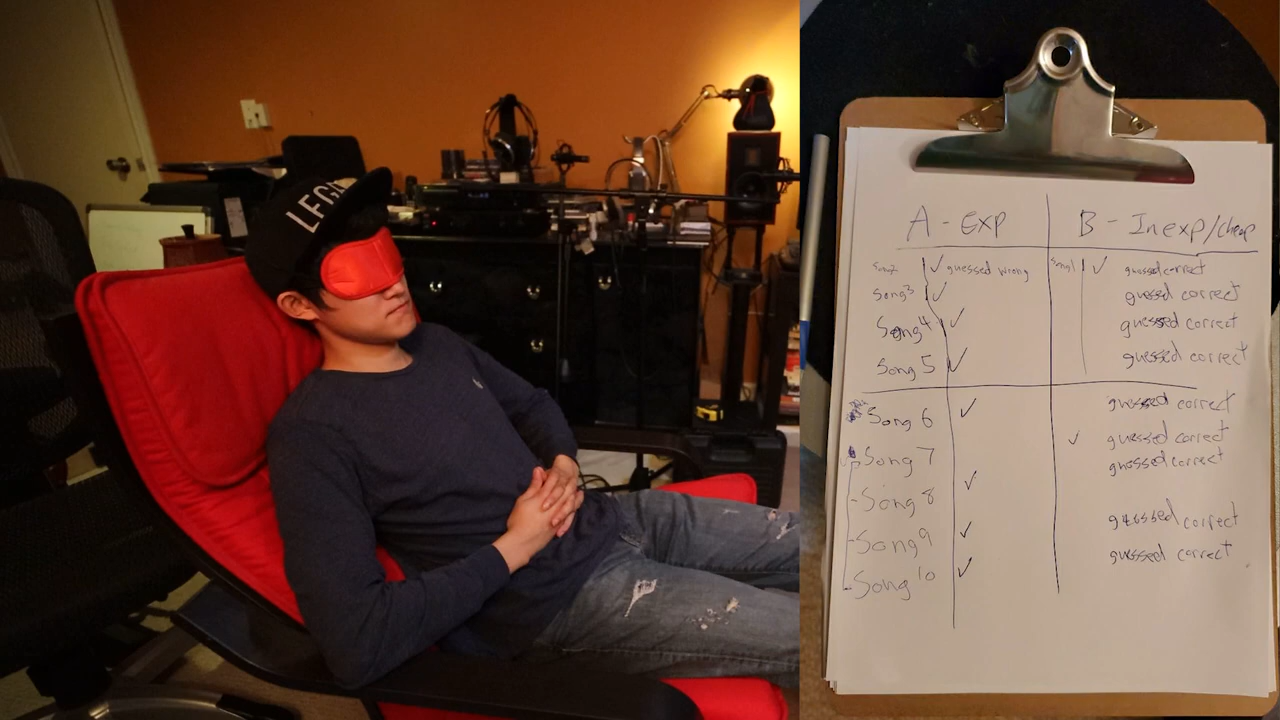 LEG
A - EXP B - Inexp/cheap
Song2 ✓ guessed wrong Song1 ✓ guessed correct
Song3 ✓ guessed correct
Song4 ✓ guessed correct
Song 5 ✓ guessed correct
Song 6 ✓ guessed correct
Song 7 ✓ guessed correct
guessed correct
-Song 8 ✓
-Song 9 ✓ guessed correct
-Song 10 ✓ guessed correct